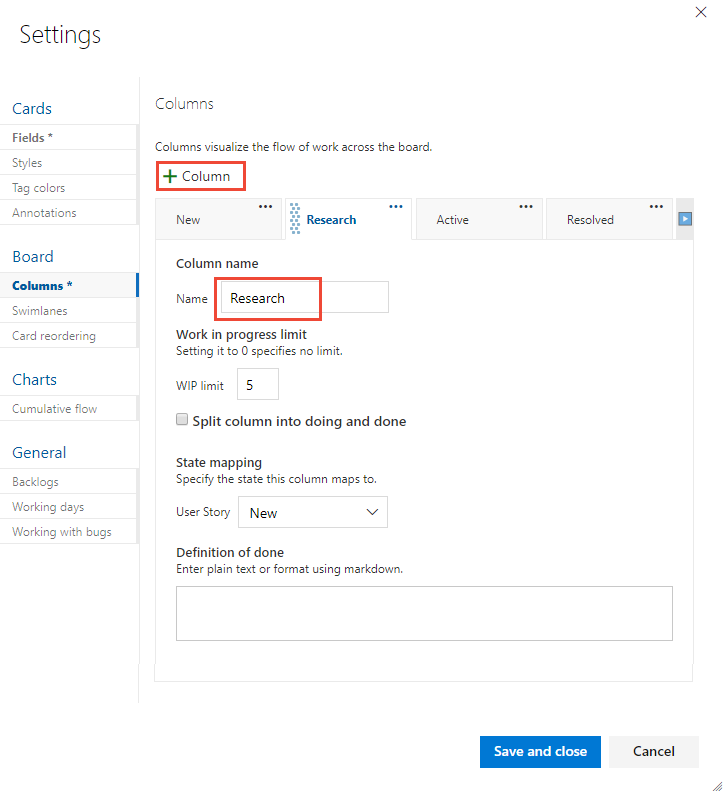 Settings
Cards
Fields *
Styles
Tag colors
Annotations
Board
Columns *
Swimlanes
Card reordering
Charts
Cumulative flow
General
Backlogs
Working days
Working with bugs
Columns
Columns visualize the flow of work across the board.
+ Column
New ... Research ... Active ... Resolved ...
Column name
Name Research
Work in progress limit
Setting it to 0 specifies no limit.
WIP limit 5
Split column into doing and done
State mapping
Specify the state this column maps to.
User Story New
Definition of done
Enter plain text or format using markdown.
Save and close Cancel